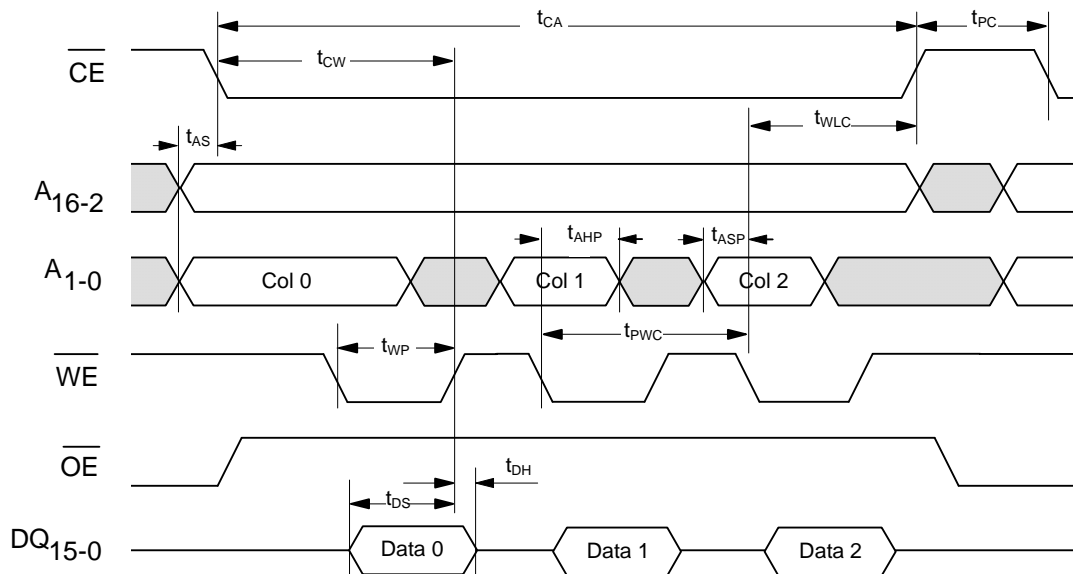 tCA
tPC
CE
tCW
tWLC
tAS
A16-2
tAHP
tASP
A1-0
Col 0
Col 1
Col 2
tPWC
tWP
WE
OE
tDH
tDS
DQ15-0
Data 0
Data 1
Data 2